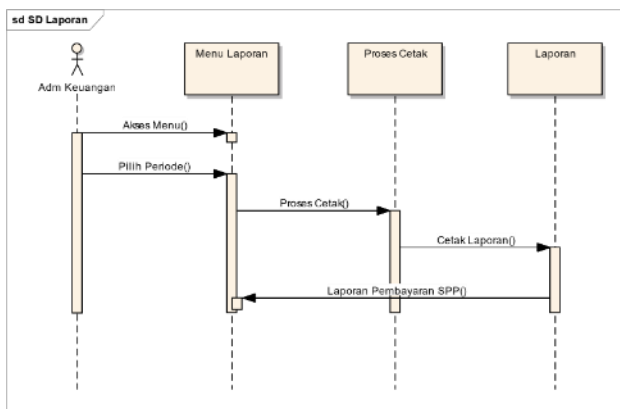 sd SD Laporan
Adm Keuangan
Menu Laporan
Proses Cetak
Laporan
Akses Menu()
Pilih Periode()
Proses Cetak()
Cetak Laporan()
Laporan Pembayaran SPP()